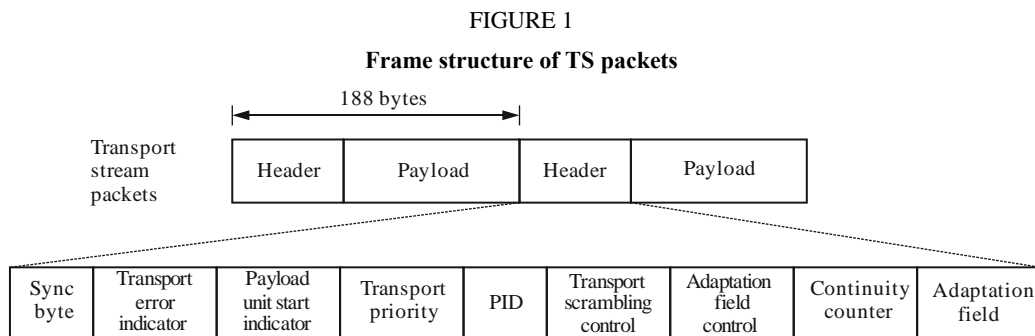 FIGURE 1
Frame structure of TS packets
188 bytes
Transport
stream
packets
Header
Payload
Header
Payload
Sync
byte
Transport
error
indicator
Payload
unit start
indicator
Transport
priority
PID
Transport
scrambling
control
Adaptation
field
control
Continuity
counter
Adaptation
field